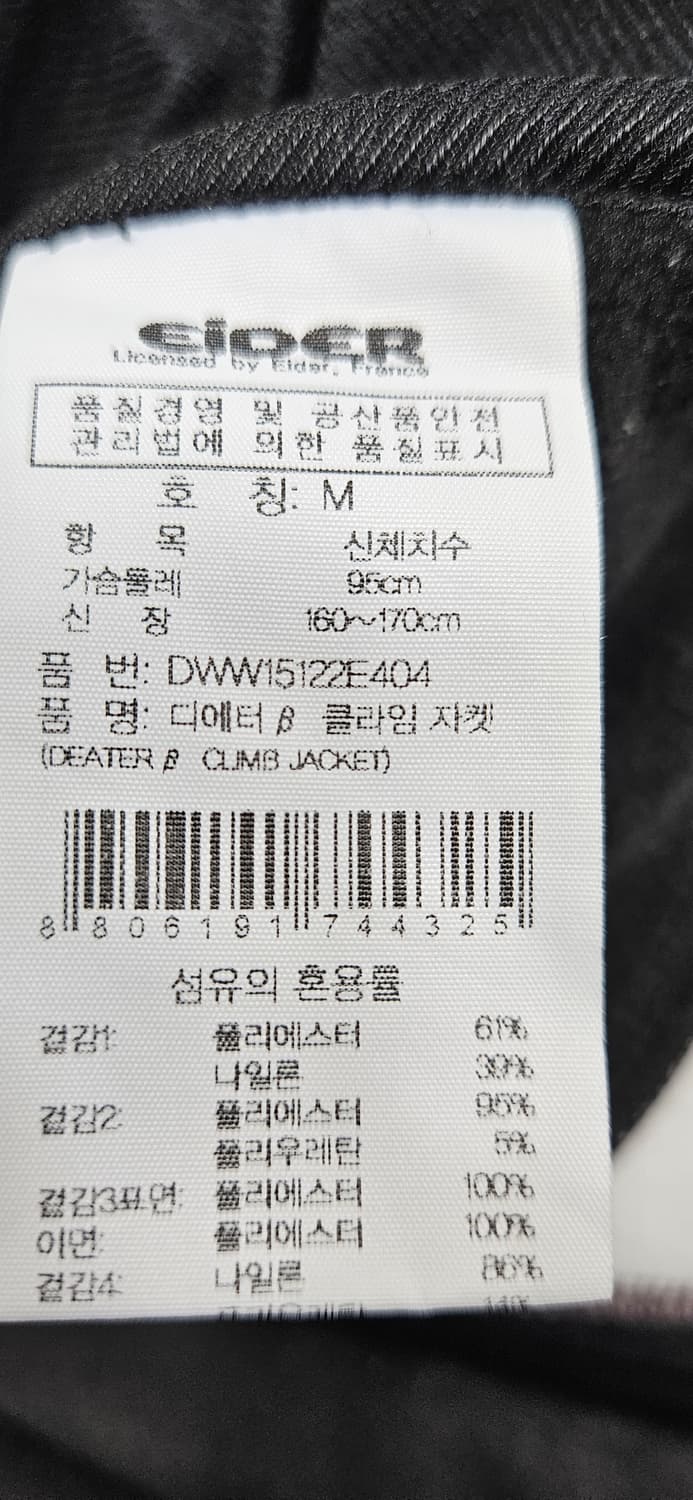 EIDER
Licensed by Eider, France
품질경영 및 공산품안전
관리법에 의한 품질표시
호 칭: M
항 목 신체치수
가슴둘레 95cm
신 장 160~170cm
품 번: DWW15122E404
품 명: 디에터 β 클라임 자켓
(DEATER β CLIMB JACKET)
8 806191 744325
섬유의 혼용률
겉감1: 폴리에스터 61%
나일론 39%
겉감2: 폴리에스터 95%
폴리우레탄 5%
겉감3표면: 폴리에스터 100%
이면: 폴리에스터 100%
겉감4: 나일론 86%